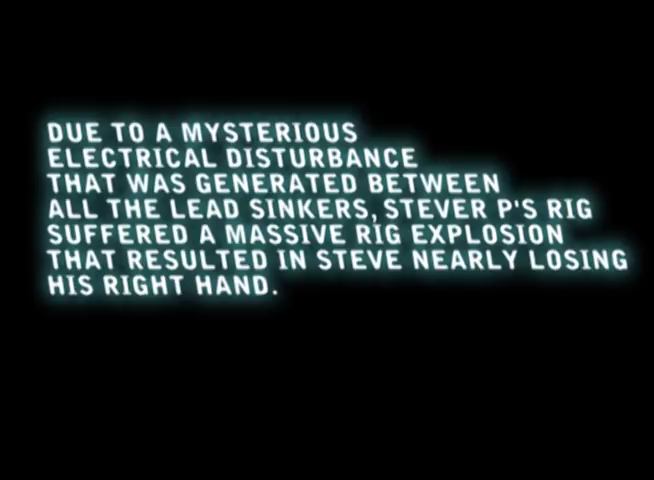 DUE TO A MYSTERIOUS
ELECTRICAL DISTURBANCE
THAT WAS GENERATED BETWEEN
ALL THE LEAD SINKERS, STEVER P'S RIG
SUFFERED A MASSIVE RIG EXPLOSION
THAT RESULTED IN STEVE NEARLY LOSING
HIS RIGHT HAND.